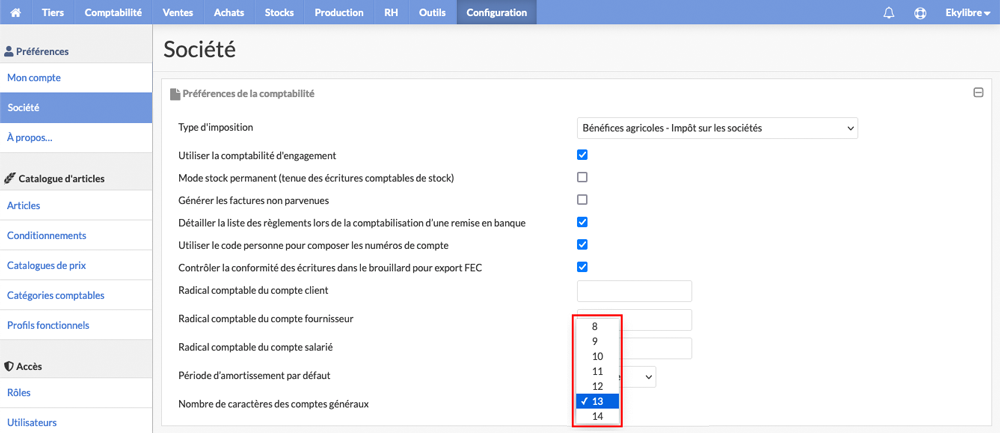 Tiers Comptabilité Ventes Achats Stocks Production RH Outils Configuration Ekylibre
Préférences
Mon compte
Société
À propos...
Catalogue d'articles
Articles
Conditionnements
Catalogues de prix
Catégories comptables
Profils fonctionnels
Accès
Rôles
Utilisateurs
Société
Préférences de la comptabilité
Type d'imposition Bénéfices agricoles - Impôt sur les sociétés
Utiliser la comptabilité d'engagement
Mode stock permanent (tenue des écritures comptables de stock)
Générer les factures non parvenues
Détailler la liste des règlements lors de la comptabilisation d'une remise en banque
Utiliser le code personne pour composer les numéros de compte
Contrôler la conformité des écritures dans le brouillard pour export FEC
Radical comptable du compte client
Radical comptable du compte fournisseur
Radical comptable du compte salarié
Période d'amortissement par défaut
Nombre de caractères des comptes généraux
8
9
10
11
12
✓ 13
14